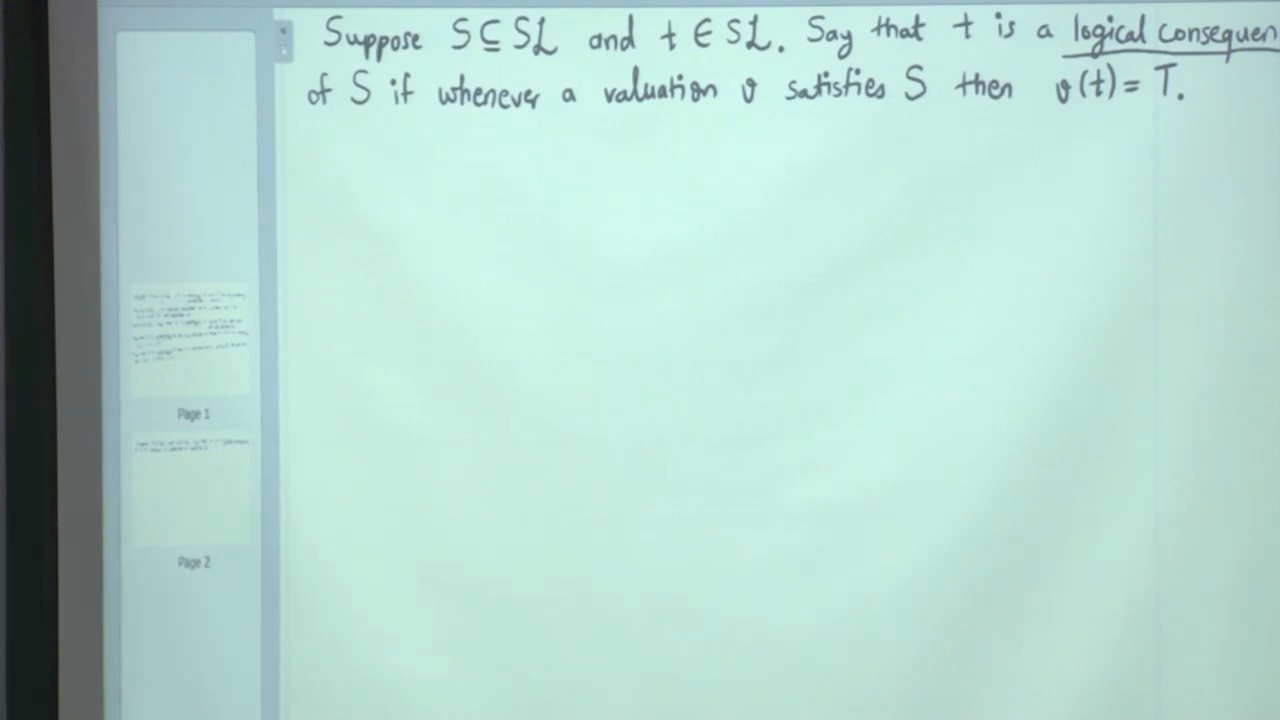 Suppose S ⊆ SL and t ∈ SL. Say that t is a logical consequen
of S if whenever a valuation v satisfies S then v(t) = T.
Page 1
Page 2